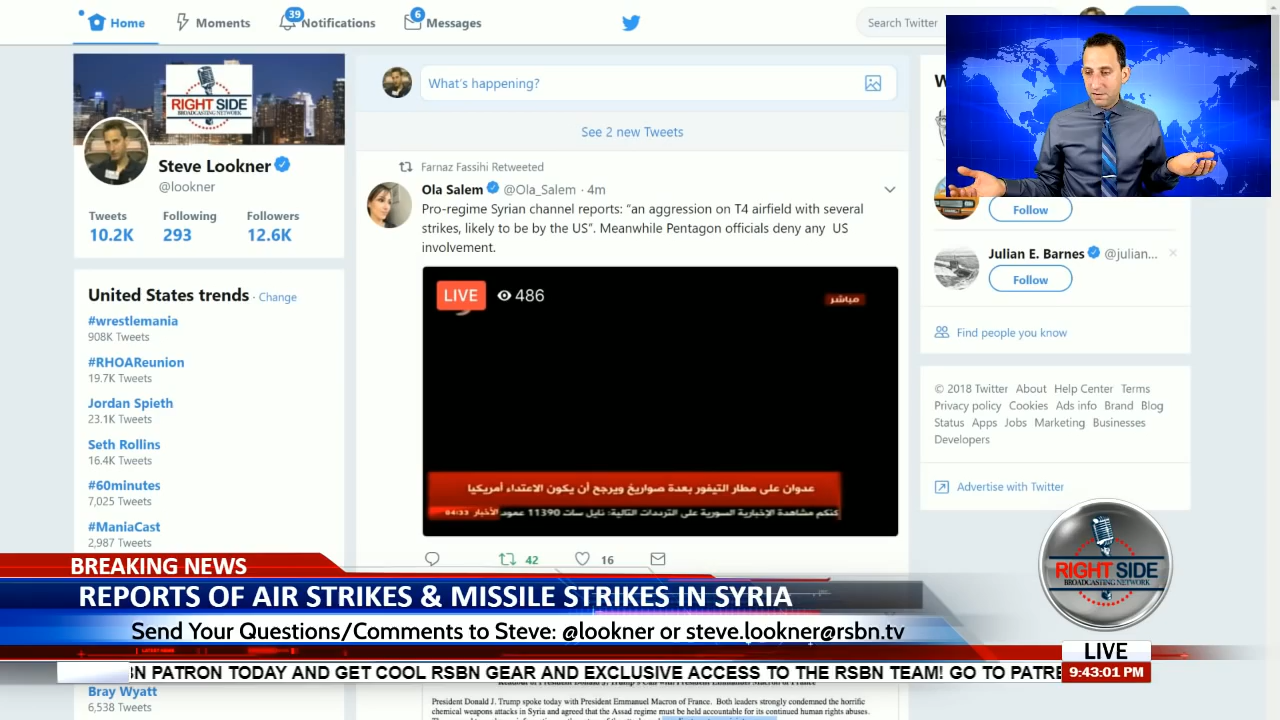 Home
39
Moments
Notifications
6
Messages
Search Twitter
RIGHT SIDE
BROADCASTING NETWORK
Steve Lookner
@lookner
Tweets
Following
Followers
10.2K
293
12.6K
United States trends · Change
#wrestlemania
908K Tweets
#RHOAReunion
19.7K Tweets
Jordan Spieth
23.1K Tweets
Seth Rollins
16.4K Tweets
#60minutes
7,025 Tweets
#ManiaCast
2,987 Tweets
Bray Wyatt
6,538 Tweets
What's happening?
See 2 new Tweets
Farnaz Fassihi Retweeted
Ola Salem @Ola_Salem · 4m
Pro-regime Syrian channel reports: "an aggression on T4 airfield with several
strikes, likely to be by the US". Meanwhile Pentagon officials deny any US
involvement.
LIVE 486
مباشر
عدوان على مطار التيفور بعدة صواريخ ويرجح أن يكون الاعتداء أمريكيا
كنكم مشاهدة الإخبارية السورية على الترددات التالية: نايل سات 11390 عمود
الأخبار 04:33
42
16
President Donald J. Trump spoke today with President Emmanuel Macron of France. Both leaders strongly condemned the horrific
chemical weapons attacks in Syria and agreed that the Assad regime must be held accountable for its continued human rights abuses.
W
Follow
Julian E. Barnes @julian...
Follow
Find people you know
© 2018 Twitter About Help Center Terms
Privacy policy Cookies Ads info Brand Blog
Status Apps Jobs Marketing Businesses
Developers
Advertise with Twitter
RIGHT SIDE
BROADCASTING NETWORK
BREAKING NEWS
REPORTS OF AIR STRIKES & MISSILE STRIKES IN SYRIA
Send Your Questions/Comments to Steve: @lookner or steve.lookner@rsbn.tv
LATEST NEWS
BN PATRON TODAY AND GET COOL RSBN GEAR AND EXCLUSIVE ACCESS TO THE RSBN TEAM! GO TO PATRE
LIVE
9:43:01 PM